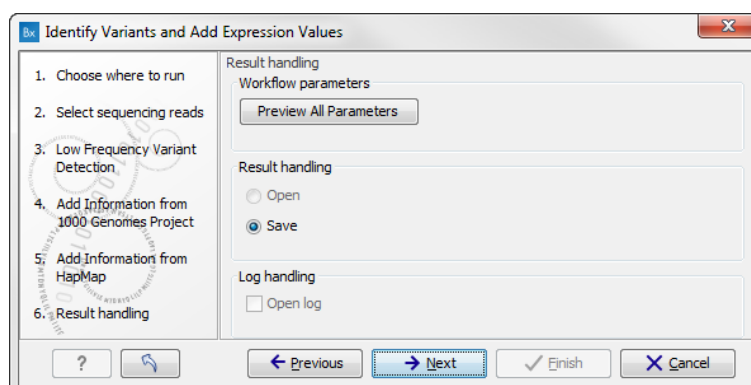 Bx Identify Variants and Add Expression Values
X
1. Choose where to run
2. Select sequencing reads
3. Low Frequency Variant
Detection
4. Add Information from
1000 Genomes Project
5. Add Information from
HapMap
6. Result handling
Result handling
Workflow parameters
Preview All Parameters
Result handling
Open
Save
Log handling
Open log
?
Previous
Next
Finish
Cancel